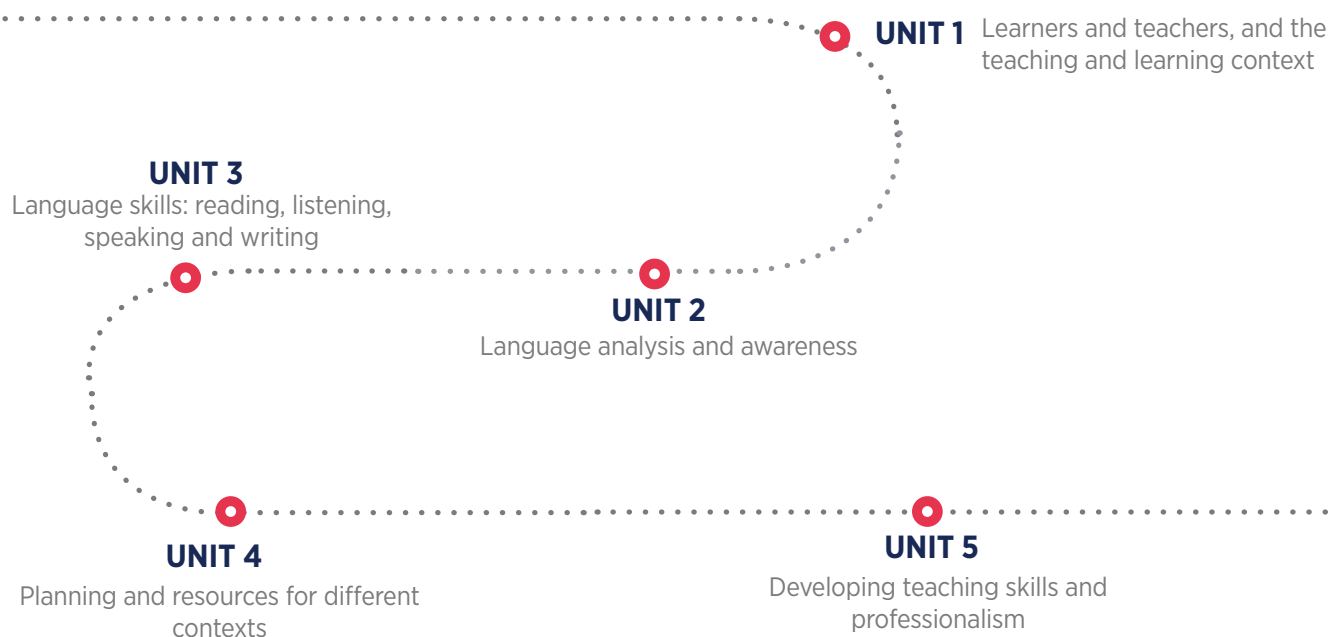 UNIT 1
Learners and teachers, and the
teaching and learning context
UNIT 2
Language analysis and awareness
UNIT 3
Language skills: reading, listening,
speaking and writing
UNIT 4
Planning and resources for different
contexts
UNIT 5
Developing teaching skills and
professionalism